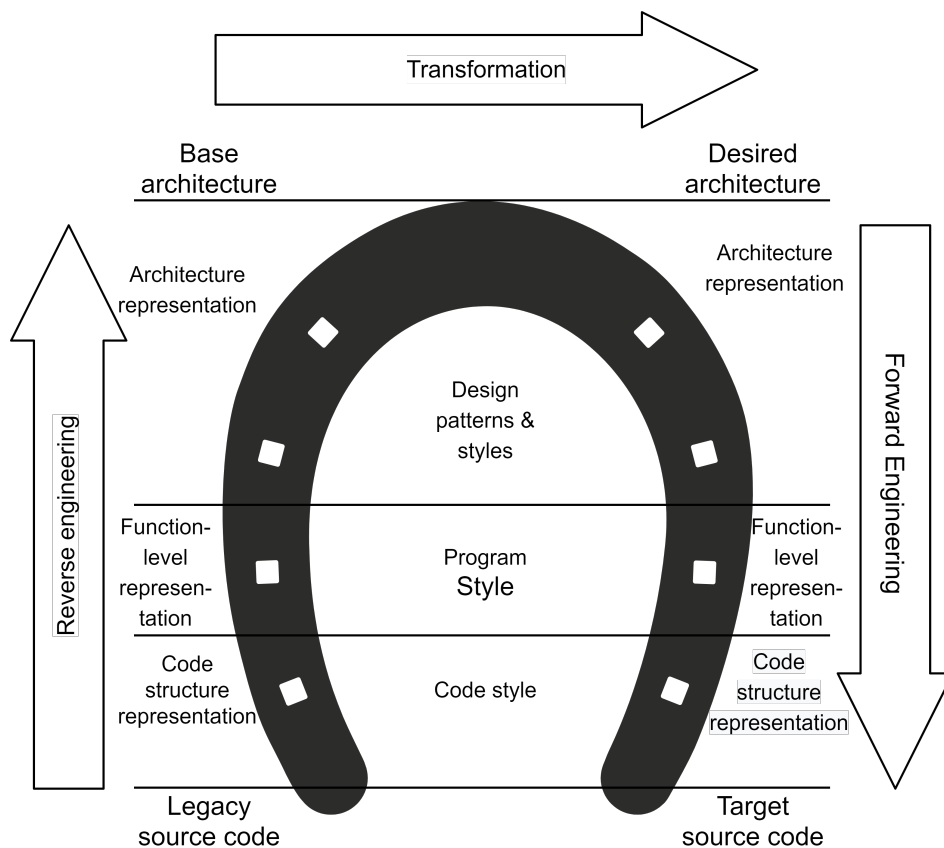 Transformation
Base
architecture
Desired
architecture
Architecture
representation
Architecture
representation
Design
patterns &
styles
Reverse engineering
Forward Engineering
Function-
level
represen-
tation
Program
Style
Function-
level
represen-
tation
Code
structure
representation
Code style
Code
structure
representation
Legacy
source code
Target
source code